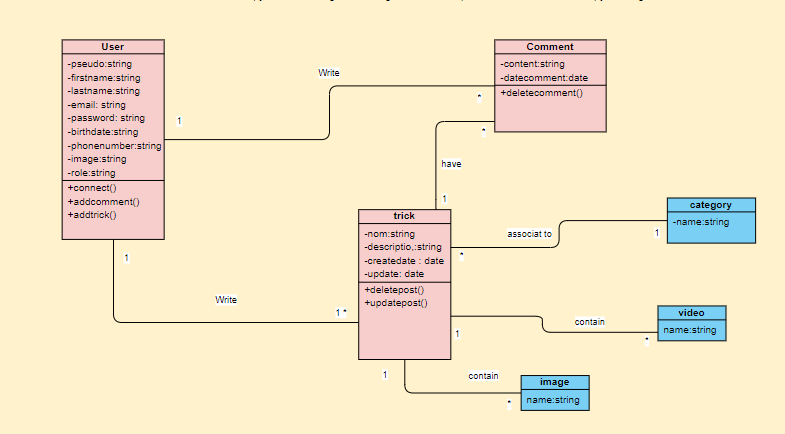 User
-pseudo:string
-firstname:string
-lastname:string
-email: string
-password: string
-birthdate:string
-phonenumber:string
-image:string
-role:string
+connect()
+addcomment()
+addtrick()
1
Write
*
Comment
-content:string
-datecomment:date
+deletecomment()
*
have
1
trick
-nom:string
-descriptio,:string
-createdate : date
-update: date
+deletepost()
+updatepost()
1
Write
1 *
*
associat to
1
category
-name:string
1
contain
*
video
name:string
1
contain
*
image
name:string